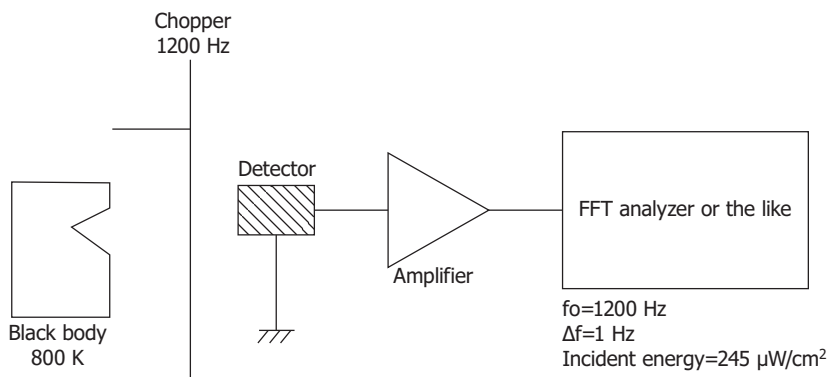 Chopper
1200 Hz
Detector
FFT analyzer or the like
Amplifier
Black body
800 K
fo=1200 Hz
Δf=1 Hz
Incident energy=245 μW/cm²